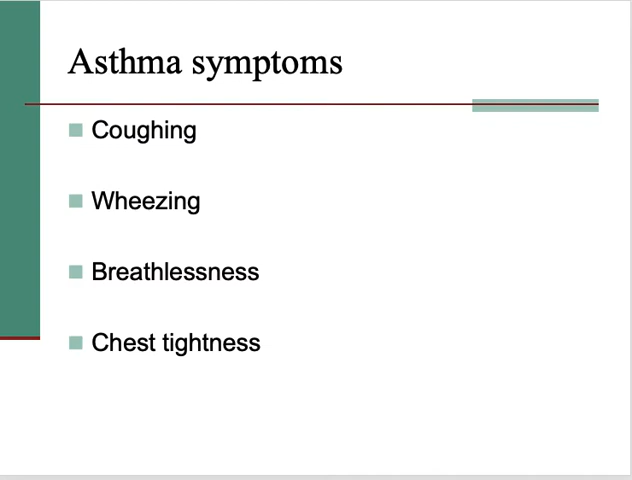 Asthma symptoms
Coughing
Wheezing
Breathlessness
Chest tightness